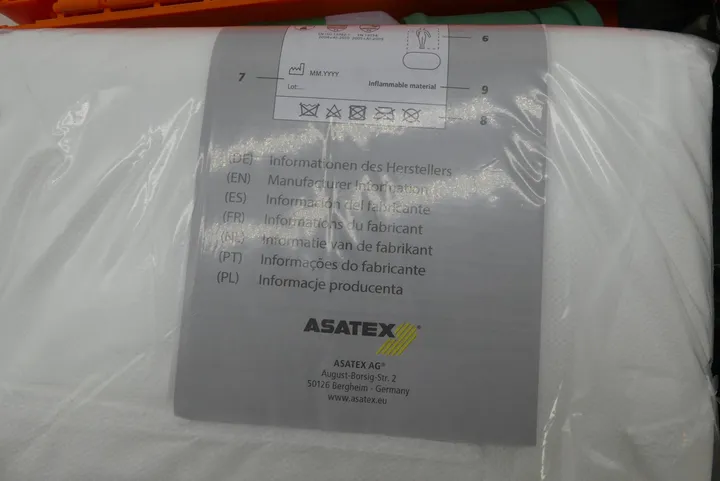 6
7
MM.YYYY
Lot:...
Inflammable material
9
8
(DE) Informationen des Herstellers
(EN) Manufacturer Information
(ES) Información del fabricante
(FR) Informations du fabricant
(NL) Informatie van de fabrikant
(PT) Informações do fabricante
(PL) Informacje producenta
ASATEX®
ASATEX AG®
August-Borsig-Str. 2
50126 Bergheim - Germany
www.asatex.eu